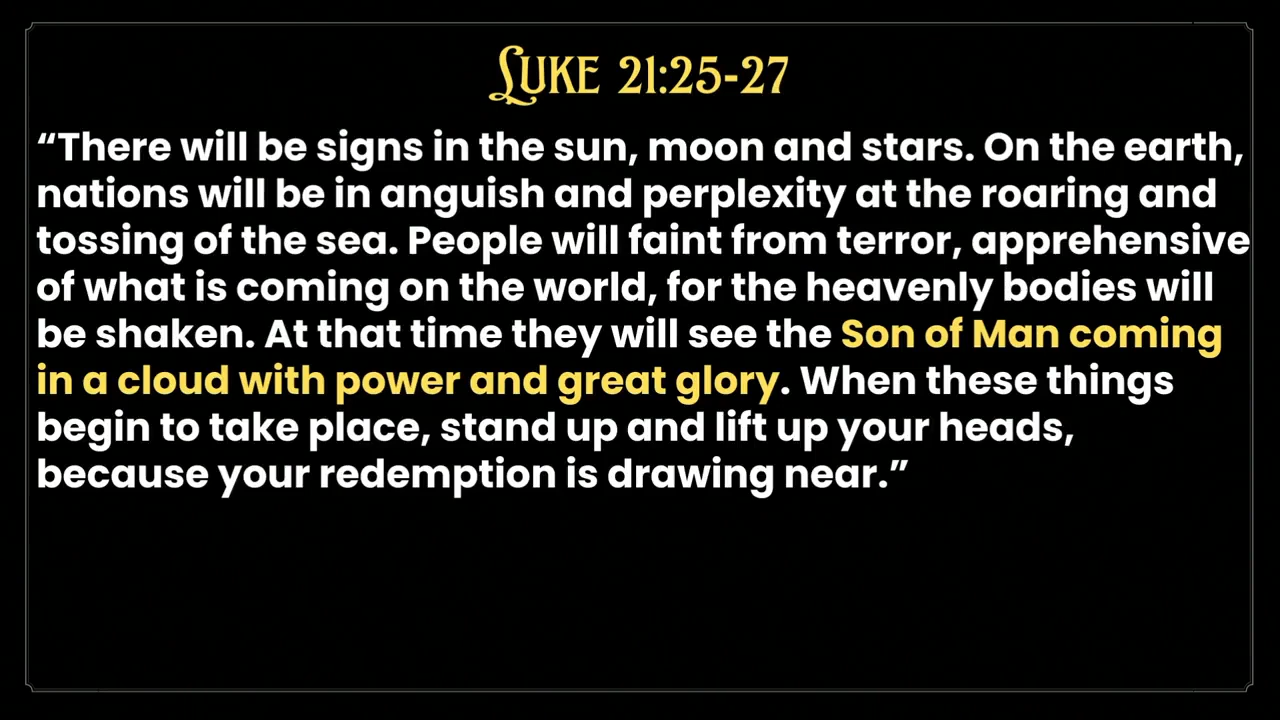 Luke 21:25-27
“There will be signs in the sun, moon and stars. On the earth,
nations will be in anguish and perplexity at the roaring and
tossing of the sea. People will faint from terror, apprehensive
of what is coming on the world, for the heavenly bodies will
be shaken. At that time they will see the Son of Man coming
in a cloud with power and great glory. When these things
begin to take place, stand up and lift up your heads,
because your redemption is drawing near.”